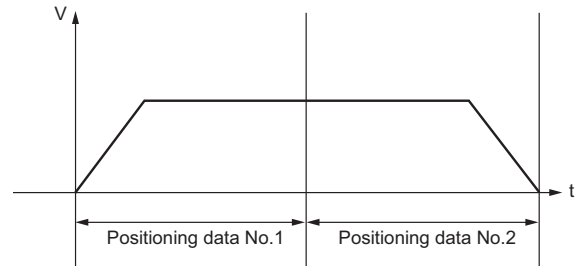 V
t
Positioning data No.1
Positioning data No.2